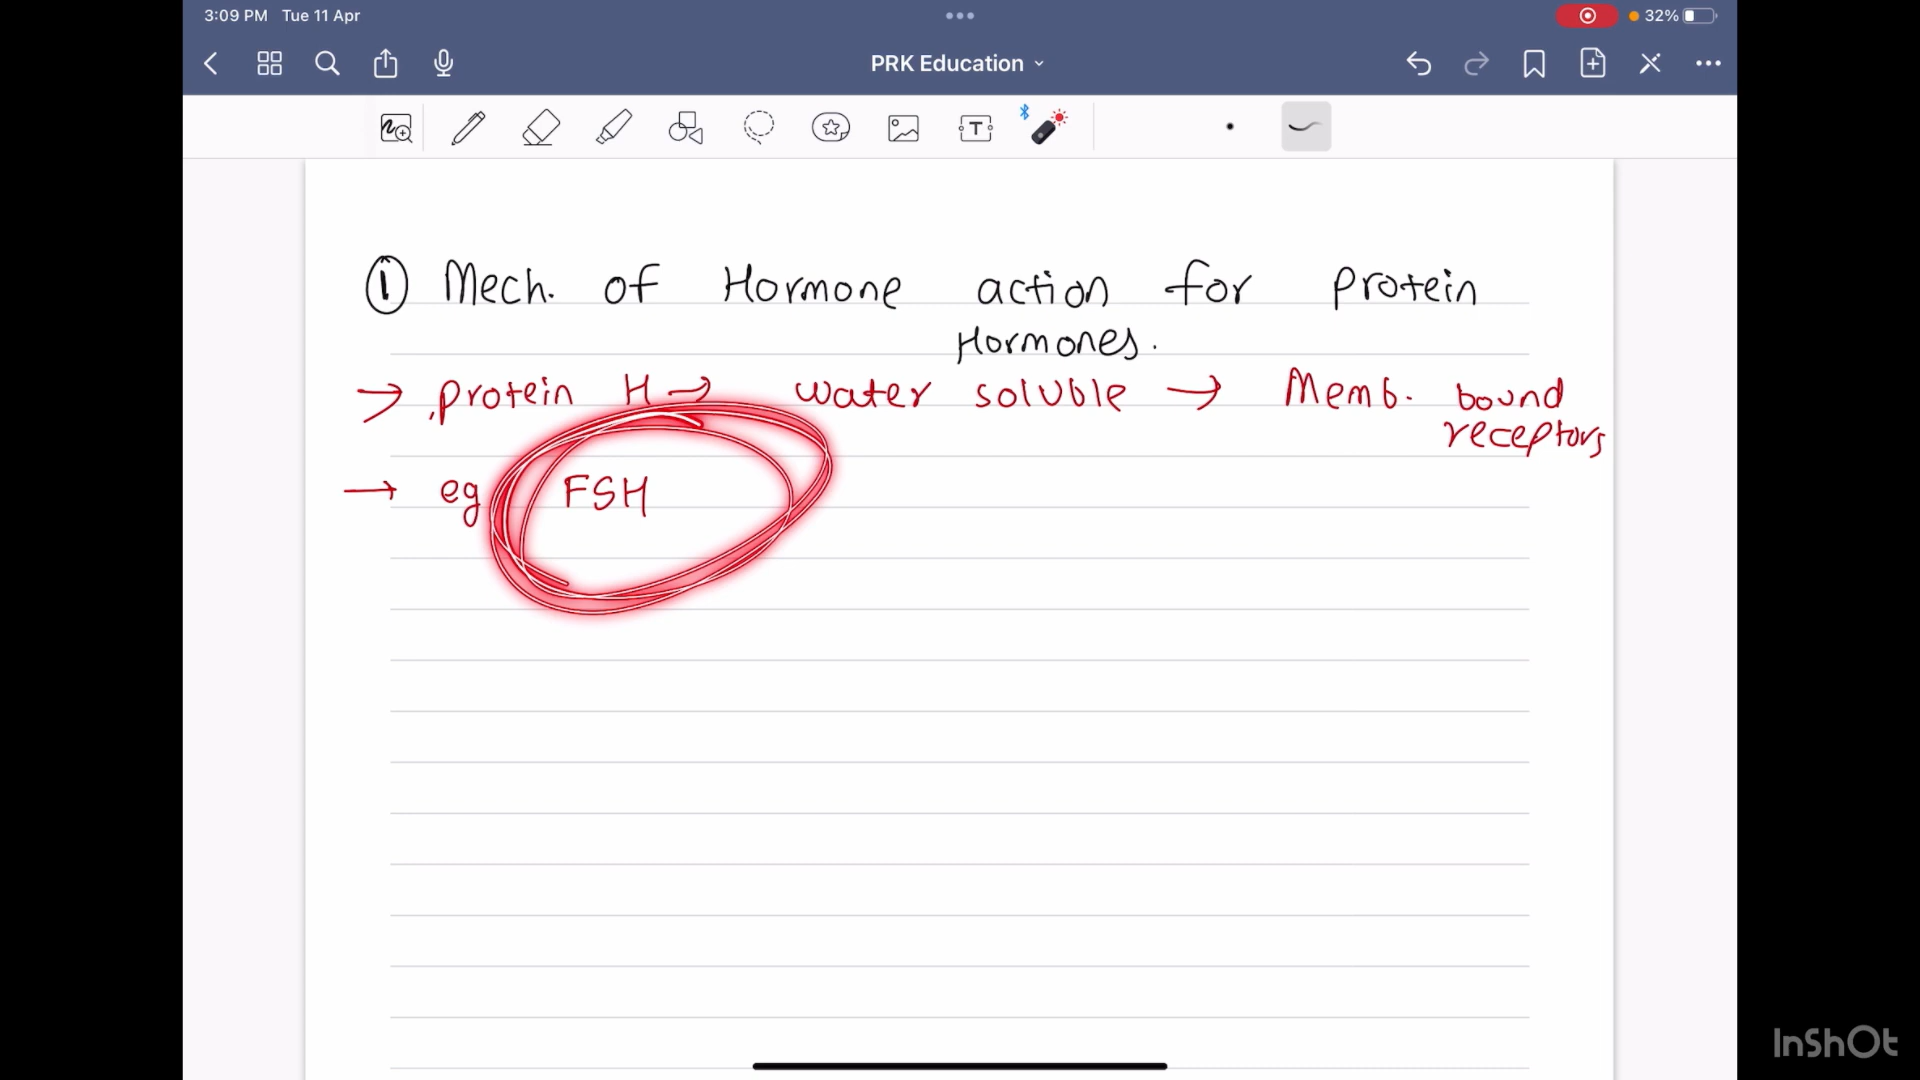 3:09 PM Tue 11 Apr
32%
PRK Education
T
1 Mech. of Hormone action for protein
Hormones.
→ protein H → water soluble → Memb. bound
receptors
→ eg FSH
InShOt